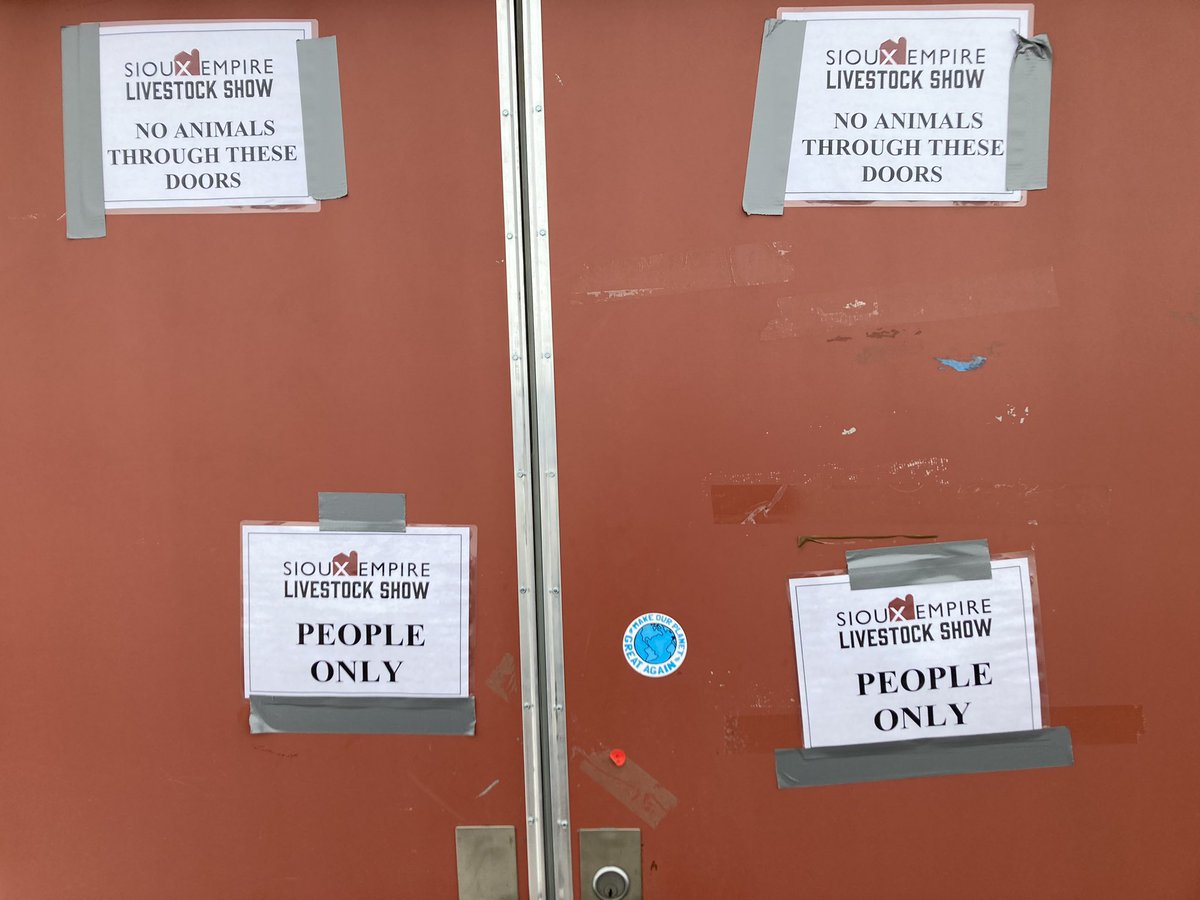 SIOUX EMPIRE
LIVESTOCK SHOW
NO ANIMALS
THROUGH THESE
DOORS
SIOUX EMPIRE
LIVESTOCK SHOW
NO ANIMALS
THROUGH THESE
DOORS
SIOUX EMPIRE
LIVESTOCK SHOW
PEOPLE
ONLY
MAKE OUR PLANET
GREAT AGAIN
SIOUX EMPIRE
LIVESTOCK SHOW
PEOPLE
ONLY